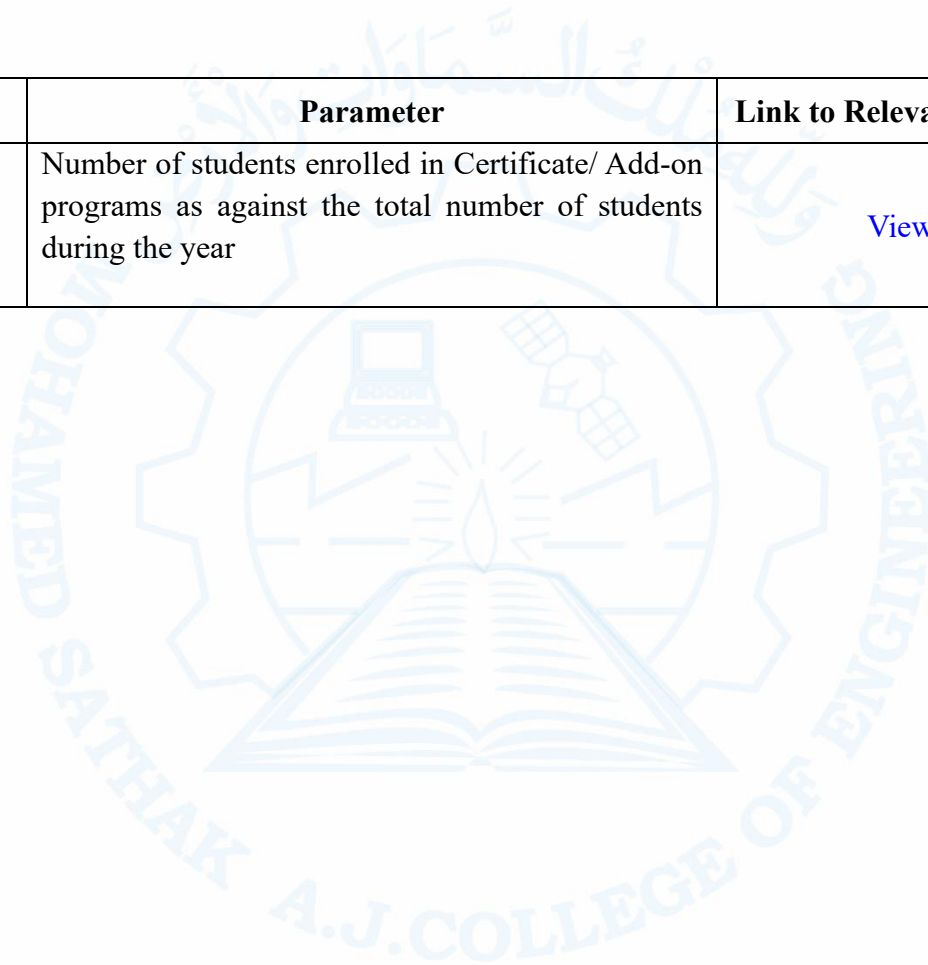 Parameter
Link to Releva
Number of students enrolled in Certificate/ Add-on
programs as against the total number of students
during the year
View
MOHAMED SATHAK A.J.COLLEGE OF ENGINEERING